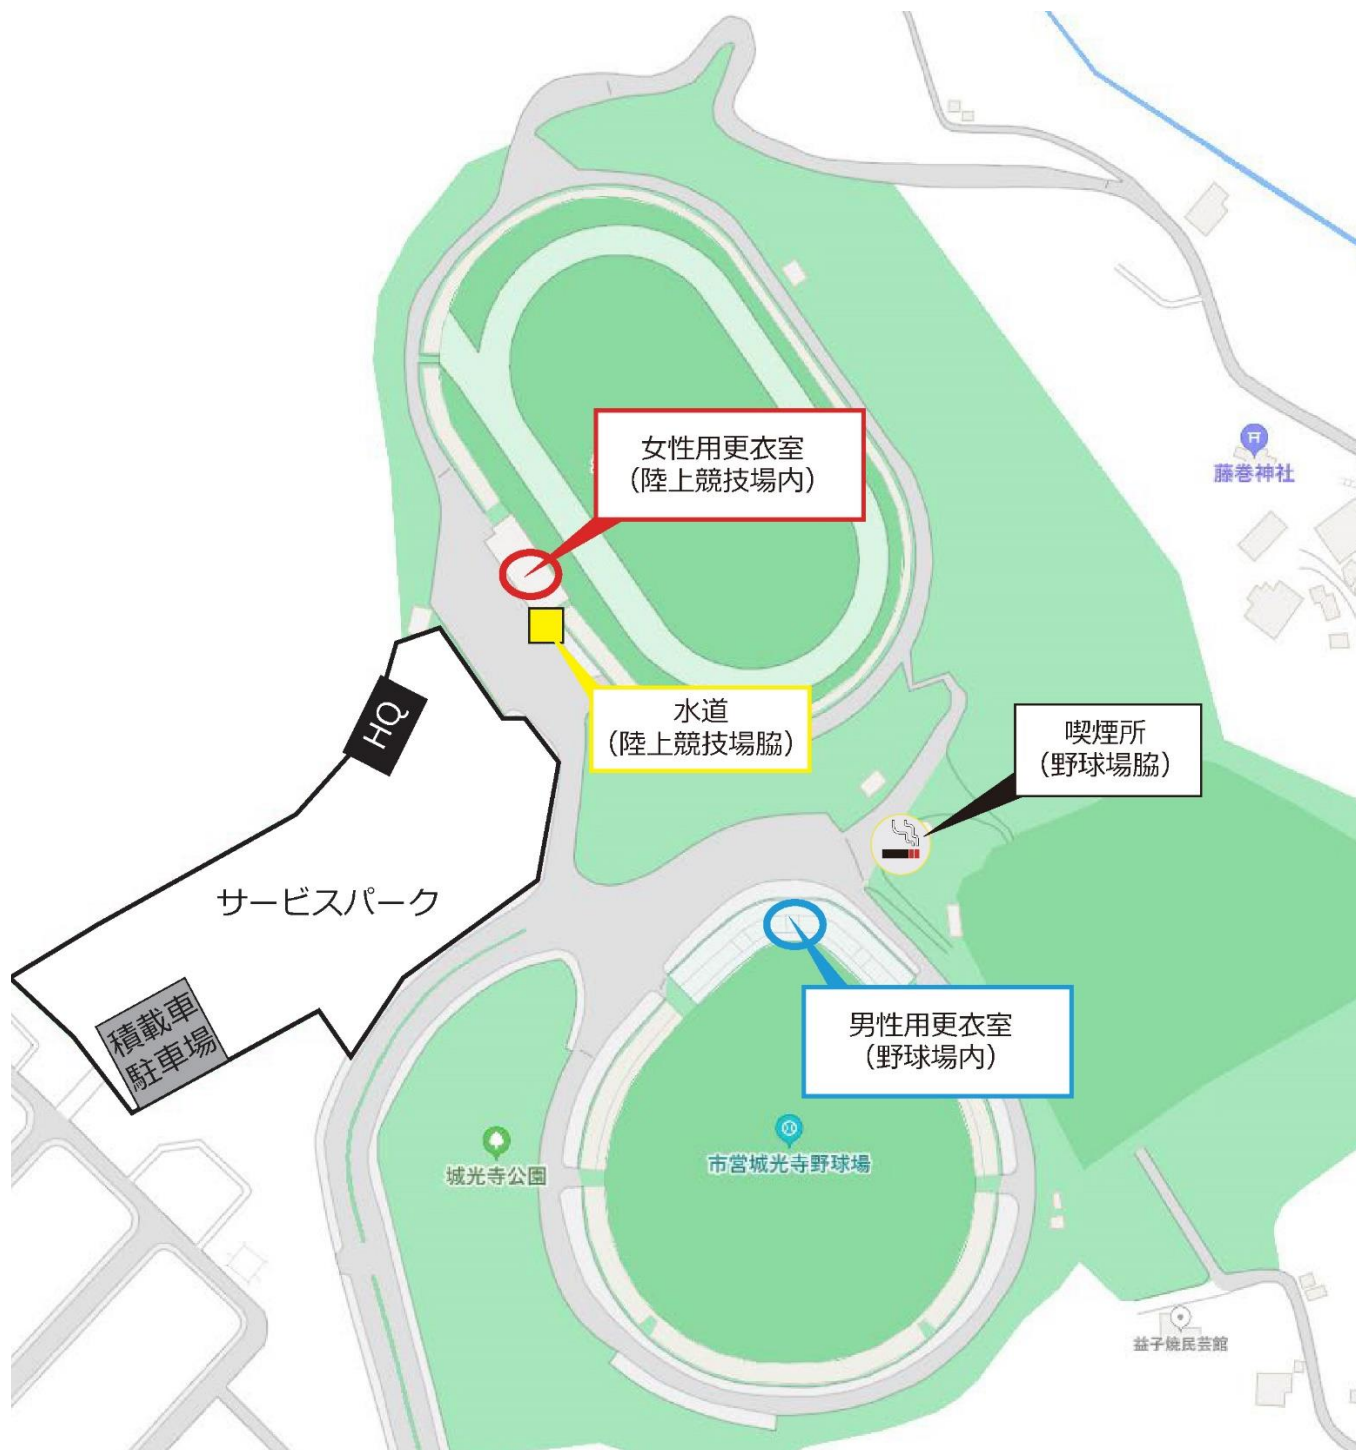 女性用更衣室
（陸上競技場内）
藤巻神社
水道
（陸上競技場脇）
喫煙所
（野球場脇）
HQ
サービスパーク
積載車
駐車場
男性用更衣室
（野球場内）
市営城光寺野球場
城光寺公園
益子焼民芸館